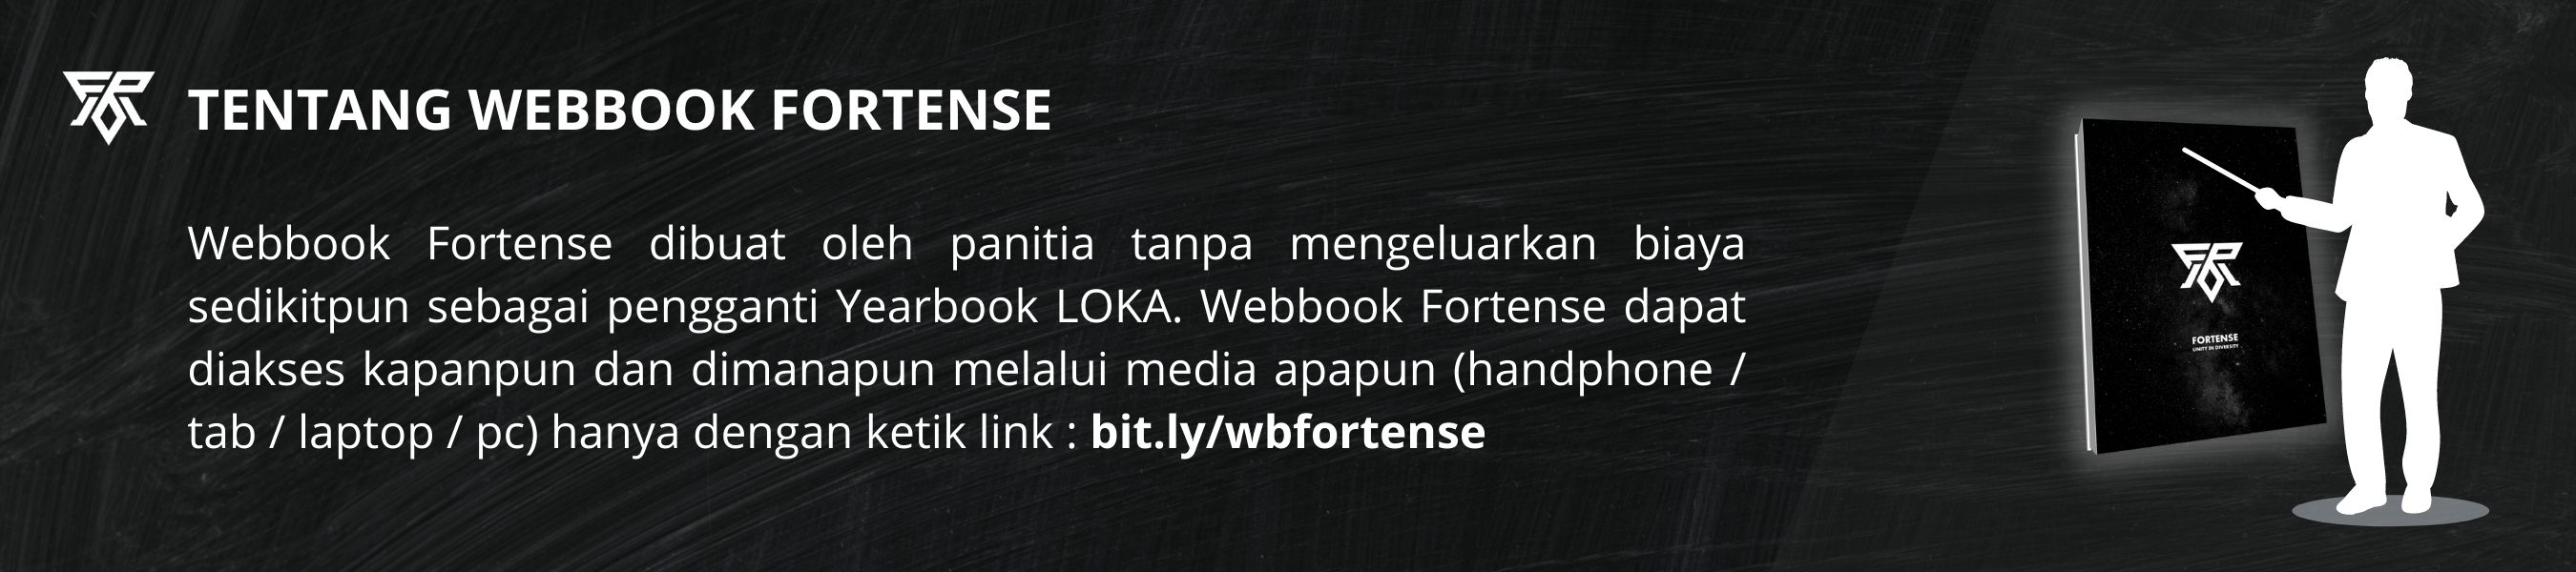 TENTANG WEBBOOK FORTENSE
Webbook Fortense dibuat oleh panitia tanpa mengeluarkan biaya
sedikitpun sebagai pengganti Yearbook LOKA. Webbook Fortense dapat
diakses kapanpun dan dimanapun melalui media apapun (handphone /
tab / laptop / pc) hanya dengan ketik link : bit.ly/wbfortense
FORTENSE
UNITY IN DIVERSITY